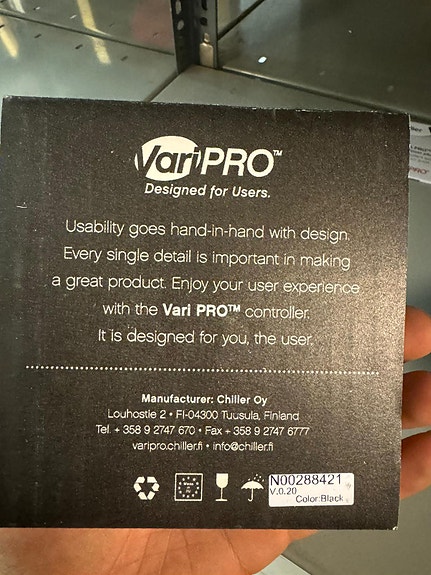 VariPRO™
Designed for Users.
Usability goes hand-in-hand with design.
Every single detail is important in making
a great product. Enjoy your user experience
with the Vari PRO™ controller.
It is designed for you, the user.
Manufacturer: Chiller Oy
Louhostie 2 • FI-04300 Tuusula, Finland
Tel. + 358 9 2747 670 • Fax + 358 9 2747 6777
varipro.chiller.fi • info@chiller.fi
N00288421
V.0.20
Color:Black